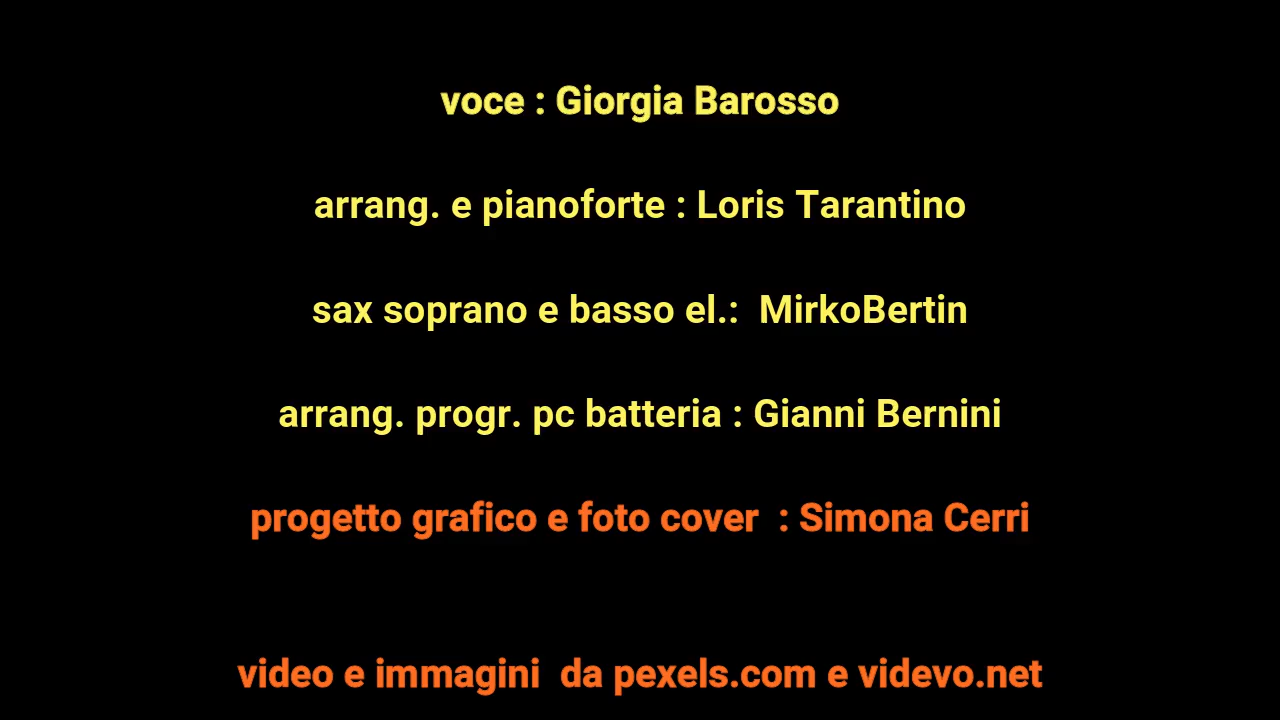 voce : Giorgia Barosso
arrang. e pianoforte : Loris Tarantino
sax soprano e basso el.:  MirkoBertin
arrang. progr. pc batteria : Gianni Bernini
progetto grafico e foto cover  : Simona Cerri
video e immagini  da pexels.com e videvo.net